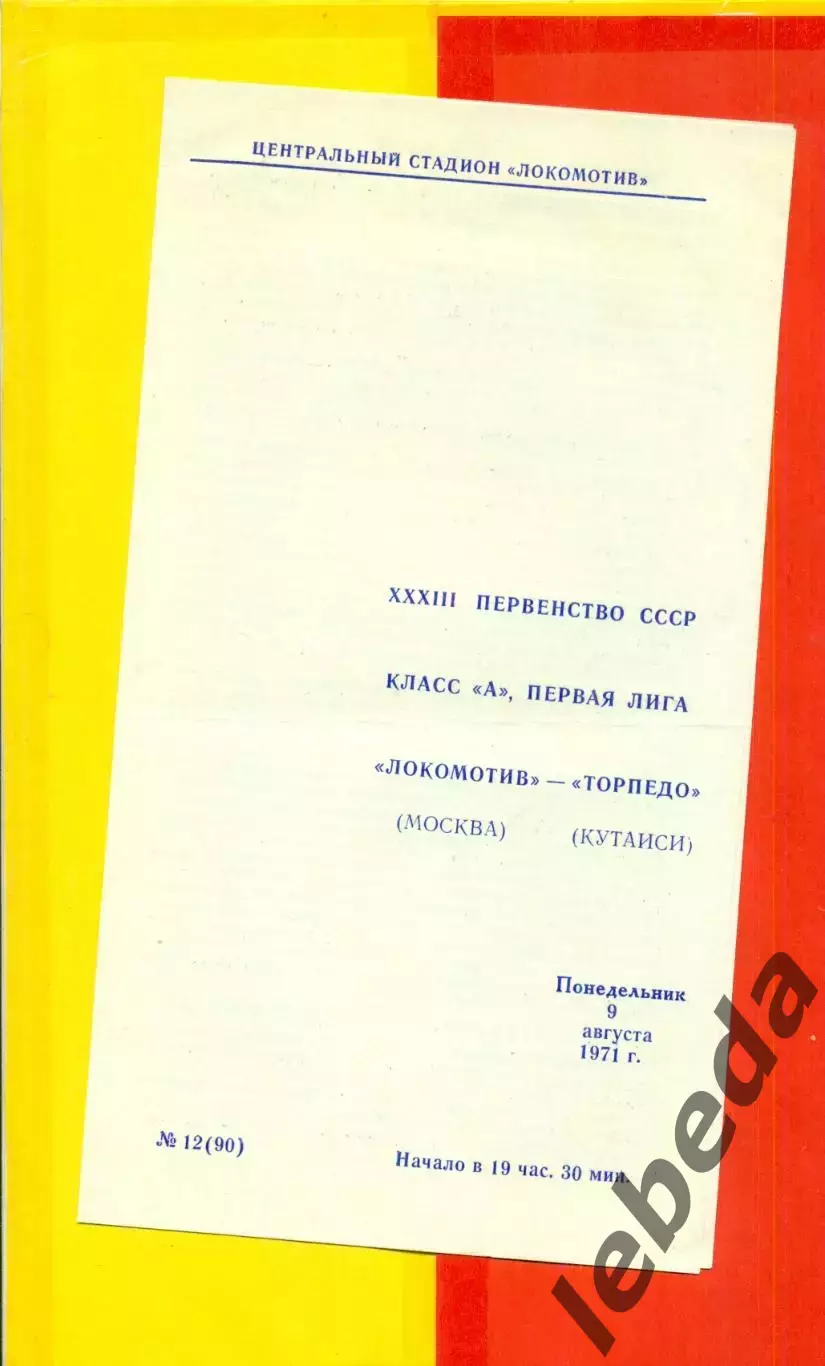 ЦЕНТРАЛЬНЫЙ СТАДИОН «ЛОКОМОТИВ»
XXXIII ПЕРВЕНСТВО СССР
КЛАСС «А», ПЕРВАЯ ЛИГА
«ЛОКОМОТИВ» — «ТОРПЕДО»
(МОСКВА) (КУТАИСИ)
Понедельник
9
августа
1971 г.
№ 12(90)
Начало в 19 час. 30 мин.
lebeda